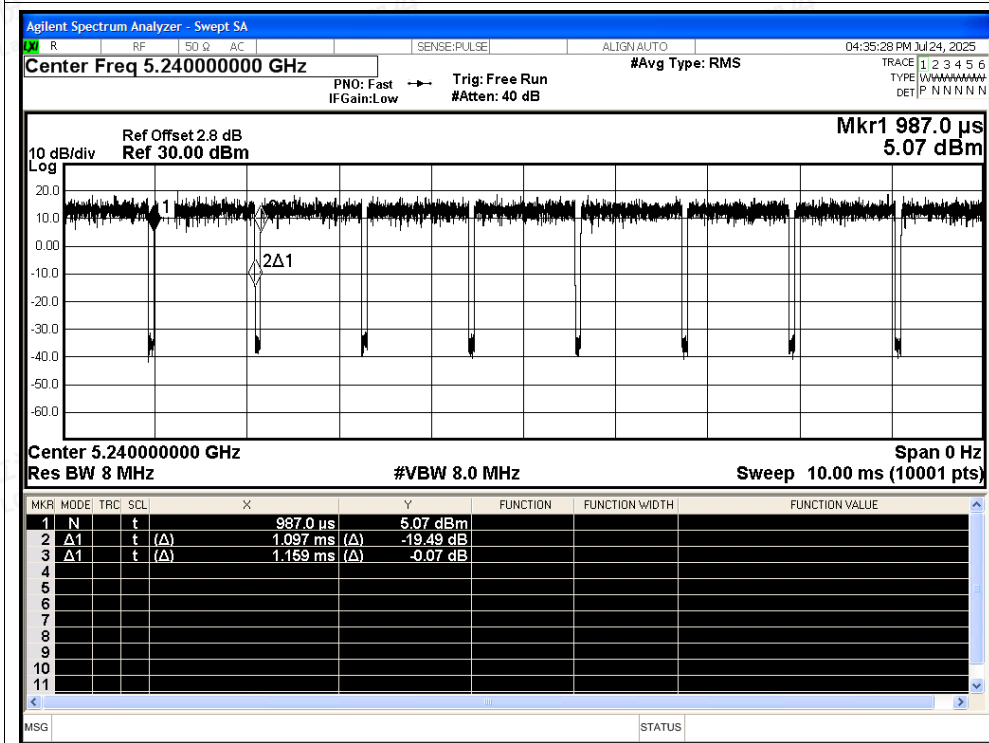 Agilent Spectrum Analyzer - Swept SA
LXI R RF 50 Ω AC SENSE:PULSE ALIGN AUTO 04:35:28 PM Jul 24, 2025
Center Freq 5.240000000 GHz #Avg Type: RMS TRACE 1 2 3 4 5 6
PNO: Fast Trig: Free Run TYPE
IFGain:Low #Atten: 40 dB DET P N N N N N
Mkr1 987.0 µs
Ref Offset 2.8 dB
10 dB/div Ref 30.00 dBm 5.07 dBm
Log
20.0
1
10.0
0.00
2Δ1
-10.0
-20.0
-30.0
-40.0
-50.0
-60.0
Center 5.240000000 GHz Span 0 Hz
Res BW 8 MHz #VBW 8.0 MHz Sweep 10.00 ms (10001 pts)
MKR MODE TRC SCL X Y FUNCTION FUNCTION WIDTH FUNCTION VALUE
1 N t 987.0 µs 5.07 dBm
2 Δ1 t (Δ) 1.097 ms (Δ) -19.49 dB
3 Δ1 t (Δ) 1.159 ms (Δ) -0.07 dB
4
5
6
7
8
9
10
11
MSG STATUS